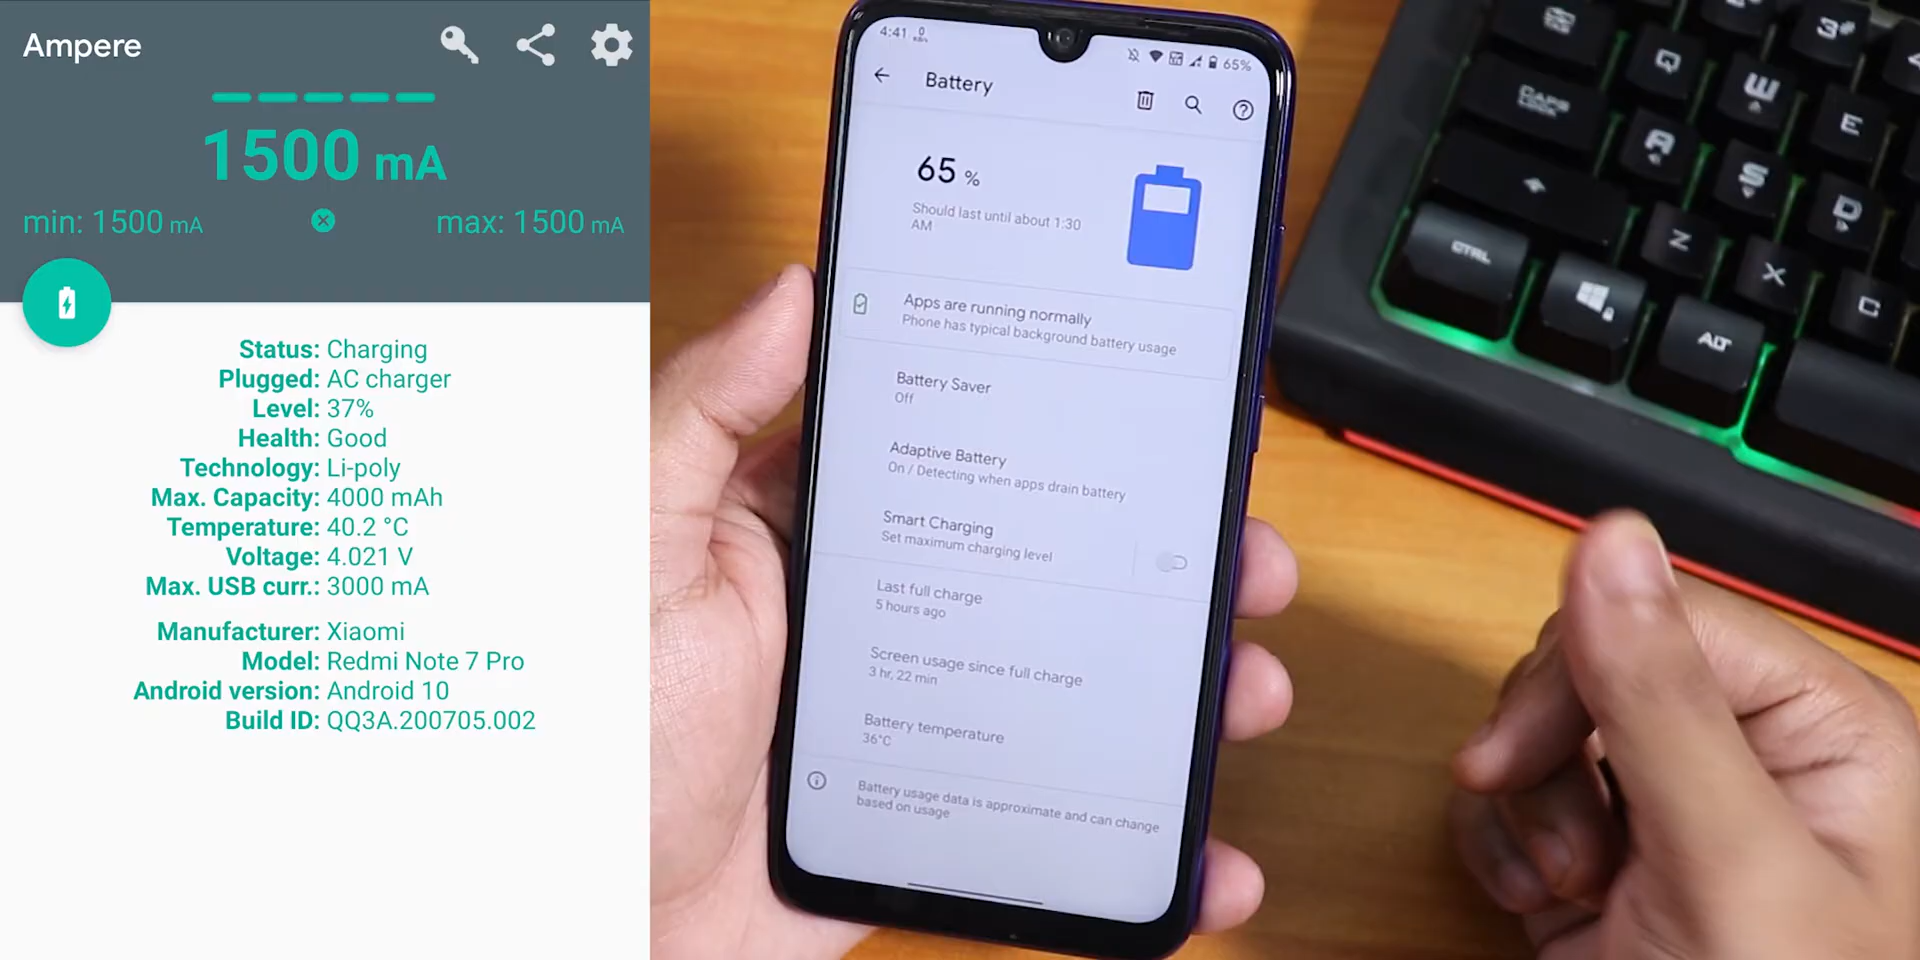 Ampere
1500 mA
min: 1500 mA
max: 1500 mA
Status: Charging
Plugged: AC charger
Level: 37%
Health: Good
Technology: Li-poly
Max. Capacity: 4000 mAh
Temperature: 40.2 °C
Voltage: 4.021 V
Max. USB curr.: 3000 mA
Manufacturer: Xiaomi
Model: Redmi Note 7 Pro
Android version: Android 10
Build ID: QQ3A.200705.002
4:41
65%
Battery
65 %
Should last until about 1:30
AM
Apps are running normally
Phone has typical background battery usage
Battery Saver
Off
Adaptive Battery
On / Detecting when apps drain battery
Smart Charging
Set maximum charging level
Last full charge
5 hours ago
Screen usage since full charge
3 hr, 22 min
Battery temperature
36°C
Battery usage data is approximate and can change
based on usage
3#
Q
W
E
CAPS
LOCK
A
S
D
CTRL
Z
X
C
ALT